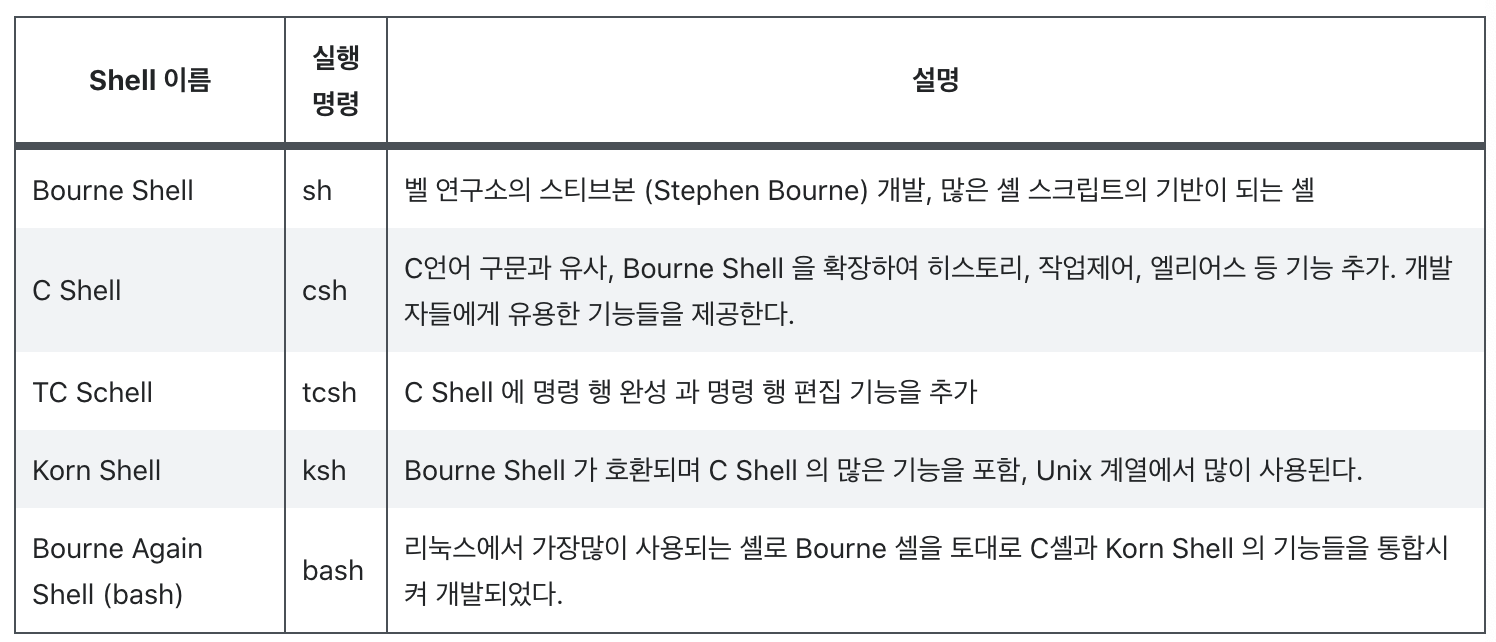 Shell 이름
실행
명령
설명
Bourne Shell
sh
벨 연구소의 스티브본 (Stephen Bourne) 개발, 많은 셸 스크립트의 기반이 되는 셸
C Shell
csh
C언어 구문과 유사, Bourne Shell 을 확장하여 히스토리, 작업제어, 엘리어스 등 기능 추가. 개발
자들에게 유용한 기능들을 제공한다.
TC Schell
tcsh
C Shell 에 명령 행 완성 과 명령 행 편집 기능을 추가
Korn Shell
ksh
Bourne Shell 가 호환되며 C Shell 의 많은 기능을 포함, Unix 계열에서 많이 사용된다.
Bourne Again
Shell (bash)
bash
리눅스에서 가장많이 사용되는 셸로 Bourne 셀을 토대로 C셸과 Korn Shell 의 기능들을 통합시
켜 개발되었다.